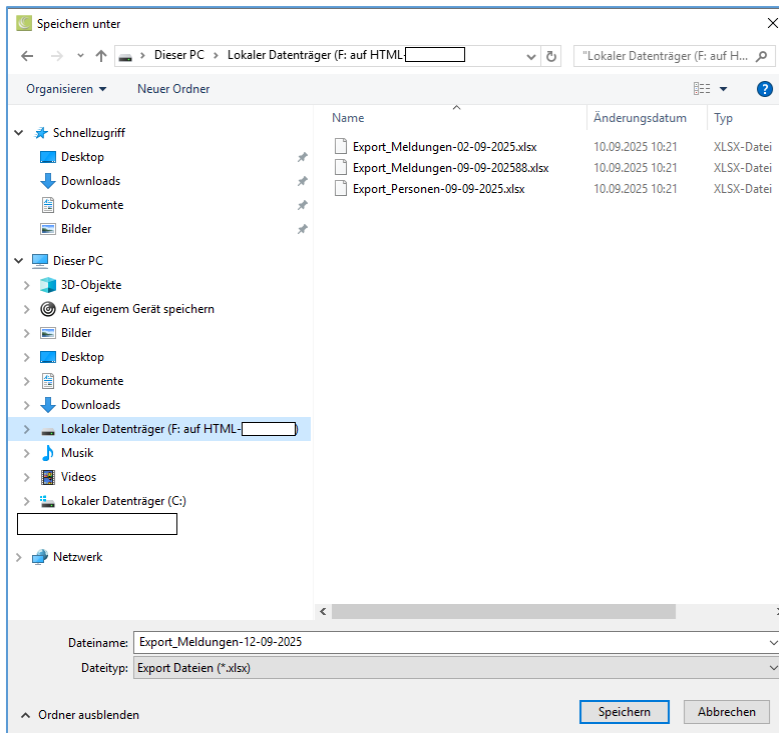 Speichern unter
Dieser PC > Lokaler Datenträger (F: auf HTML-
"Lokaler Datenträger (F: auf H...
Organisieren
Neuer Ordner
?
Schnellzugriff
Desktop
Downloads
Dokumente
Bilder
Dieser PC
3D-Objekte
Auf eigenem Gerät speichern
Bilder
Desktop
Dokumente
Downloads
Lokaler Datenträger (F: auf HTML- )
Musik
Videos
Lokaler Datenträger (C:)
Netzwerk
Name Änderungsdatum Typ
Export_Meldungen-02-09-2025.xlsx 10.09.2025 10:21 XLSX-Datei
Export_Meldungen-09-09-202588.xlsx 10.09.2025 10:21 XLSX-Datei
Export_Personen-09-09-2025.xlsx 10.09.2025 10:21 XLSX-Datei
Dateiname: Export_Meldungen-12-09-2025
Dateityp: Export Dateien (*.xlsx)
Ordner ausblenden
Speichern
Abbrechen